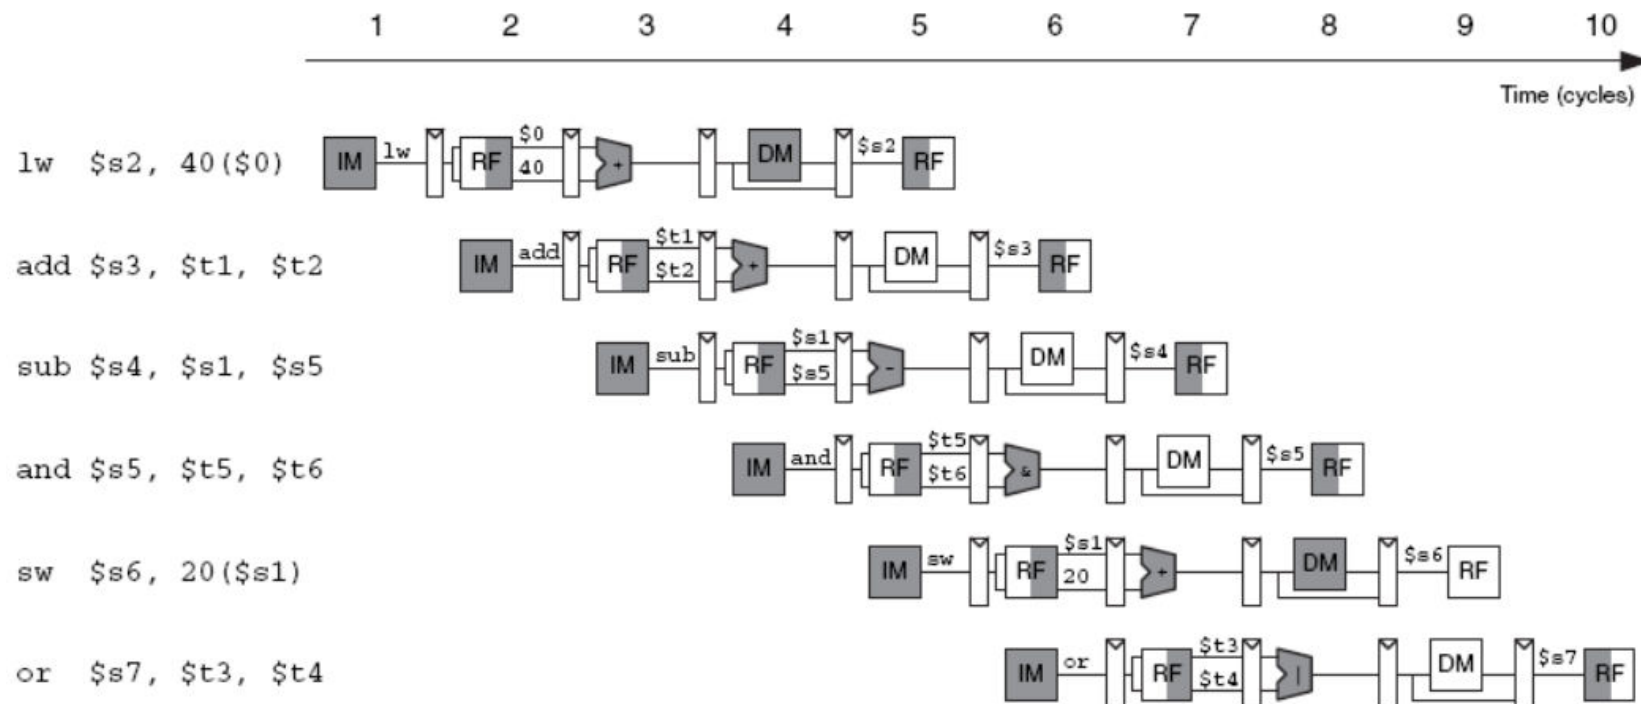 1 2 3 4 5 6 7 8 9 10
Time (cycles)
lw $s2, 40($0) IM lw RF $0 40 + DM $s2 RF
add $s3, $t1, $t2 IM add RF $t1 $t2 + DM $s3 RF
sub $s4, $s1, $s5 IM sub RF $s1 $s5 - DM $s4 RF
and $s5, $t5, $t6 IM and RF $t5 $t6 & DM $s5 RF
sw $s6, 20($s1) IM sw RF $s1 20 + DM $s6 RF
or $s7, $t3, $t4 IM or RF $t3 $t4 | DM $s7 RF